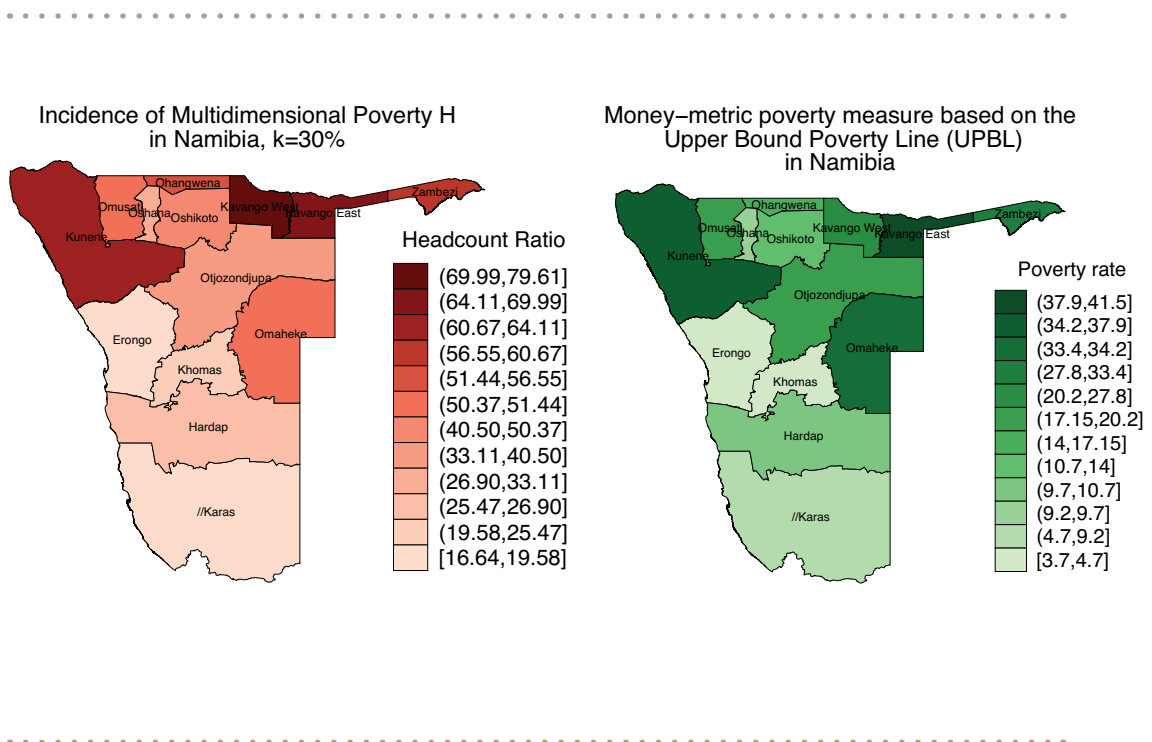 Incidence of Multidimensional Poverty H
in Namibia, k=30%
Ohangwena
Zambezi
Omusati
Oshana
Oshikoto
Kavango West
Kavango East
Kunene
Otjozondjupa
Erongo
Omaheke
Khomas
Hardap
//Karas
Headcount Ratio
(69.99,79.61]
(64.11,69.99]
(60.67,64.11]
(56.55,60.67]
(51.44,56.55]
(50.37,51.44]
(40.50,50.37]
(33.11,40.50]
(26.90,33.11]
(25.47,26.90]
(19.58,25.47]
[16.64,19.58]
Money−metric poverty measure based on the
Upper Bound Poverty Line (UPBL)
in Namibia
Ohangwena
Zambezi
Omusati
Oshana
Oshikoto
Kavango West
Kavango East
Kunene
Otjozondjupa
Erongo
Omaheke
Khomas
Hardap
//Karas
Poverty rate
(37.9,41.5]
(34.2,37.9]
(33.4,34.2]
(27.8,33.4]
(20.2,27.8]
(17.15,20.2]
(14,17.15]
(10.7,14]
(9.7,10.7]
(9.2,9.7]
(4.7,9.2]
[3.7,4.7]